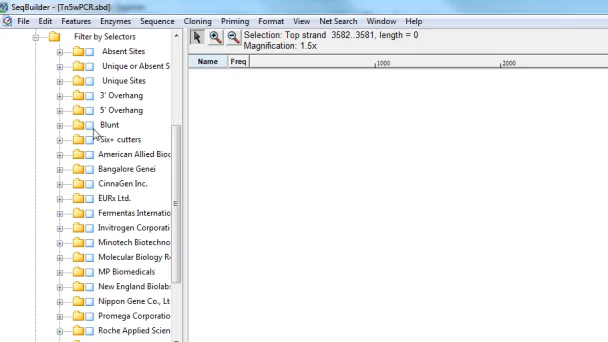 SeqBuilder - [Tn5wPCR.sbd]
File Edit Features Enzymes Sequence Cloning Priming Format View Net Search Window Help
Filter by Selectors
Absent Sites
Unique or Absent S
Unique Sites
3' Overhang
5' Overhang
Blunt
Six+ cutters
American Allied Bioc
Bangalore Genei
CinnaGen Inc.
EURx Ltd.
Fermentas Internatio
Invitrogen Corporati
Minotech Biotechno
Molecular Biology R
MP Biomedicals
New England Biolab
Nippon Gene Co., Lt
Promega Corporatio
Roche Applied Scien
Selection: Top strand 3582..3581, length = 0
Magnification: 1.5x
Name Freq 1000 2000